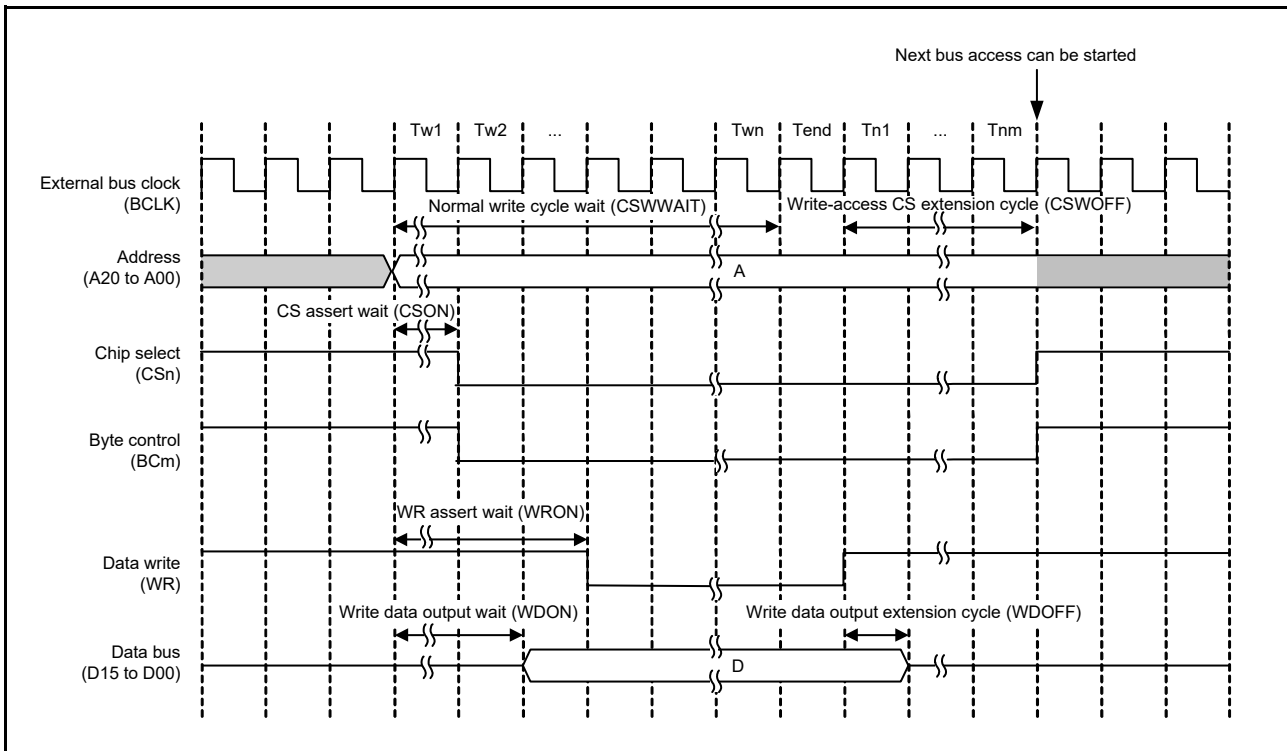 Next bus access can be started
Tw1 Tw2 ... Twn Tend Tn1 ... Tnm
External bus clock
(BCLK)
Normal write cycle wait (CSWWAIT) Write-access CS extension cycle (CSWOFF)
Address
(A20 to A00)
A
CS assert wait (CSON)
Chip select
(CSn)
Byte control
(BCm)
WR assert wait (WRON)
Data write
(WR)
Write data output wait (WDON) Write data output extension cycle (WDOFF)
Data bus
(D15 to D00)
D